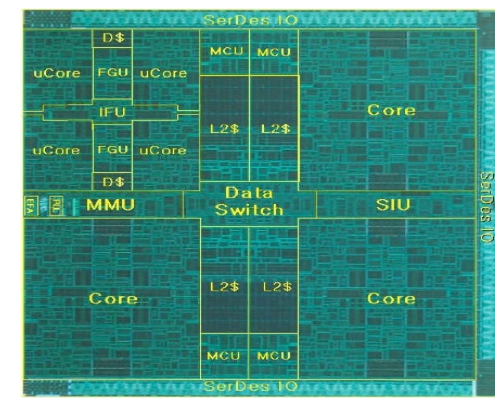 SerDes IO
D$
MCU MCU
uCore FGU uCore
IFU
Core
L2$ L2$
uCore FGU uCore
D$
SerDes IO
EFA
MMU
Data
Switch
SIU
L2$ L2$
Core
Core
MCU MCU
SerDes IO